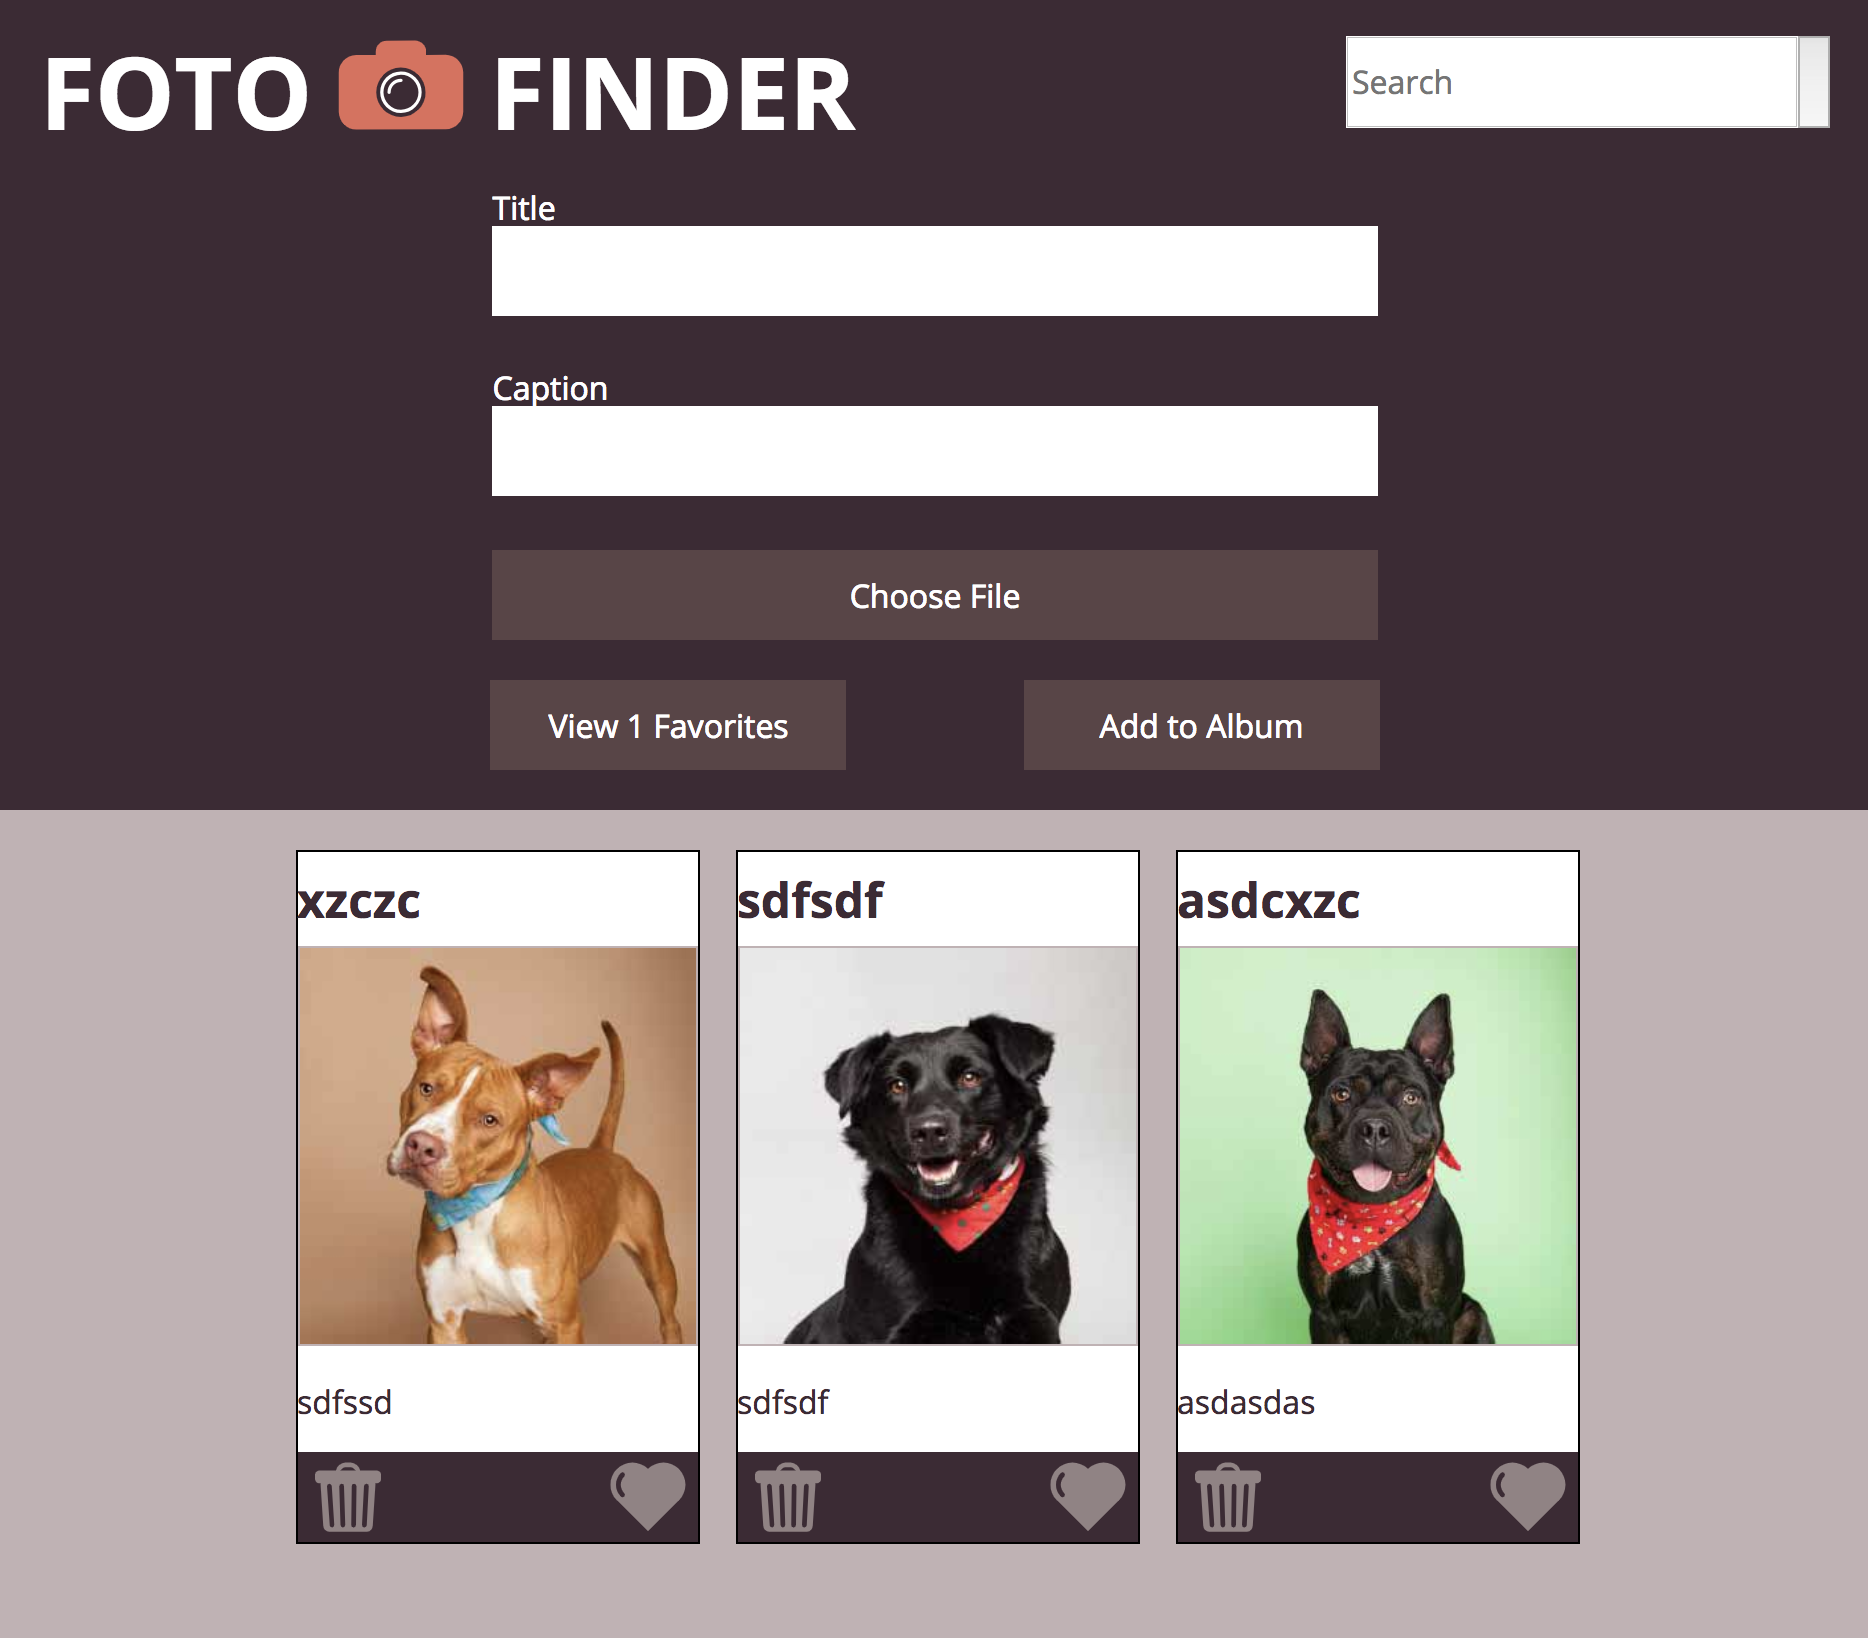 FOTO FINDER
Search
Title
Caption
Choose File
View 1 Favorites
Add to Album
xzczc
sdfsdf
asdcxzc
sdfssd
sdfsdf
asdasdas